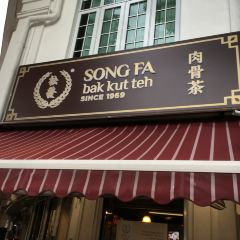 SONG FA
bak kut teh
SINCE 1969
肉骨茶